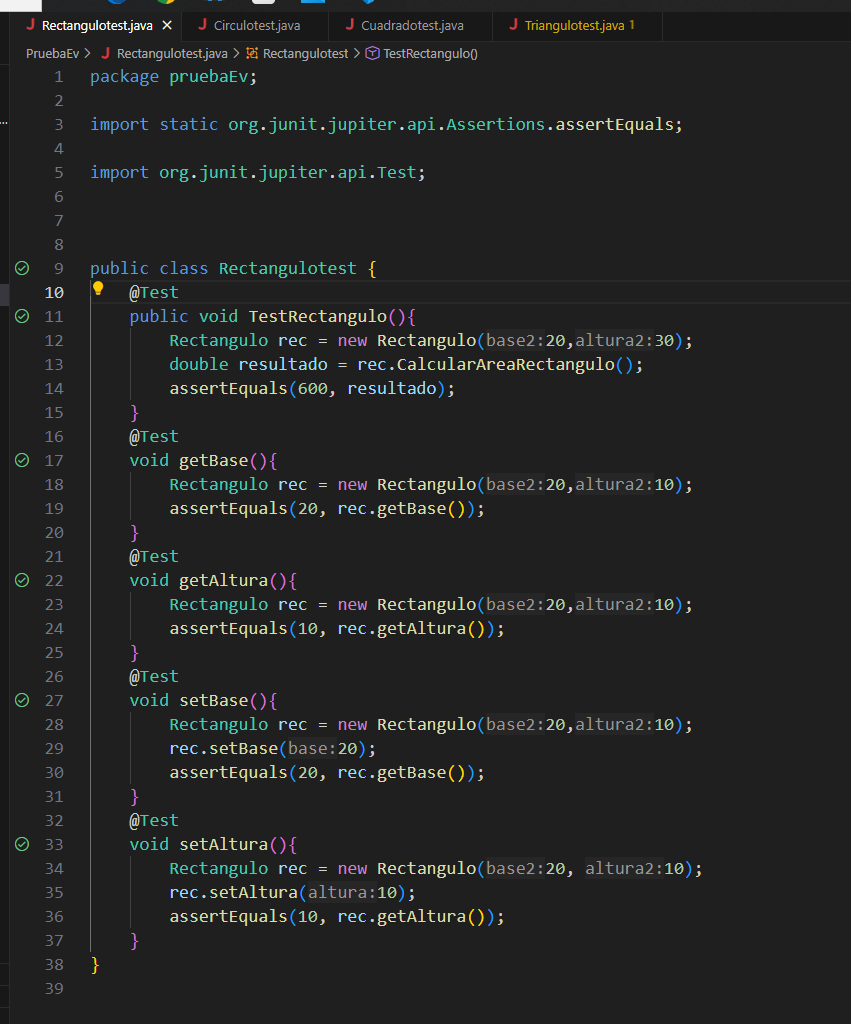 Rectangulotest.java Circulotest.java Cuadradotest.java Triangulotest.java 1
PruebaEv > Rectangulotest.java > Rectangulotest > TestRectangulo()
1 package pruebaEv;
2
3 import static org.junit.jupiter.api.Assertions.assertEquals;
4
5 import org.junit.jupiter.api.Test;
6
7
8
9 public class Rectangulotest {
10     @Test
11     public void TestRectangulo(){
12         Rectangulo rec = new Rectangulo(base2:20,altura2:30);
13         double resultado = rec.CalcularAreaRectangulo();
14         assertEquals(600, resultado);
15     }
16     @Test
17     void getBase(){
18         Rectangulo rec = new Rectangulo(base2:20,altura2:10);
19         assertEquals(20, rec.getBase());
20     }
21     @Test
22     void getAltura(){
23         Rectangulo rec = new Rectangulo(base2:20,altura2:10);
24         assertEquals(10, rec.getAltura());
25     }
26     @Test
27     void setBase(){
28         Rectangulo rec = new Rectangulo(base2:20,altura2:10);
29         rec.setBase(base:20);
30         assertEquals(20, rec.getBase());
31     }
32     @Test
33     void setAltura(){
34         Rectangulo rec = new Rectangulo(base2:20, altura2:10);
35         rec.setAltura(altura:10);
36         assertEquals(10, rec.getAltura());
37     }
38 }
39